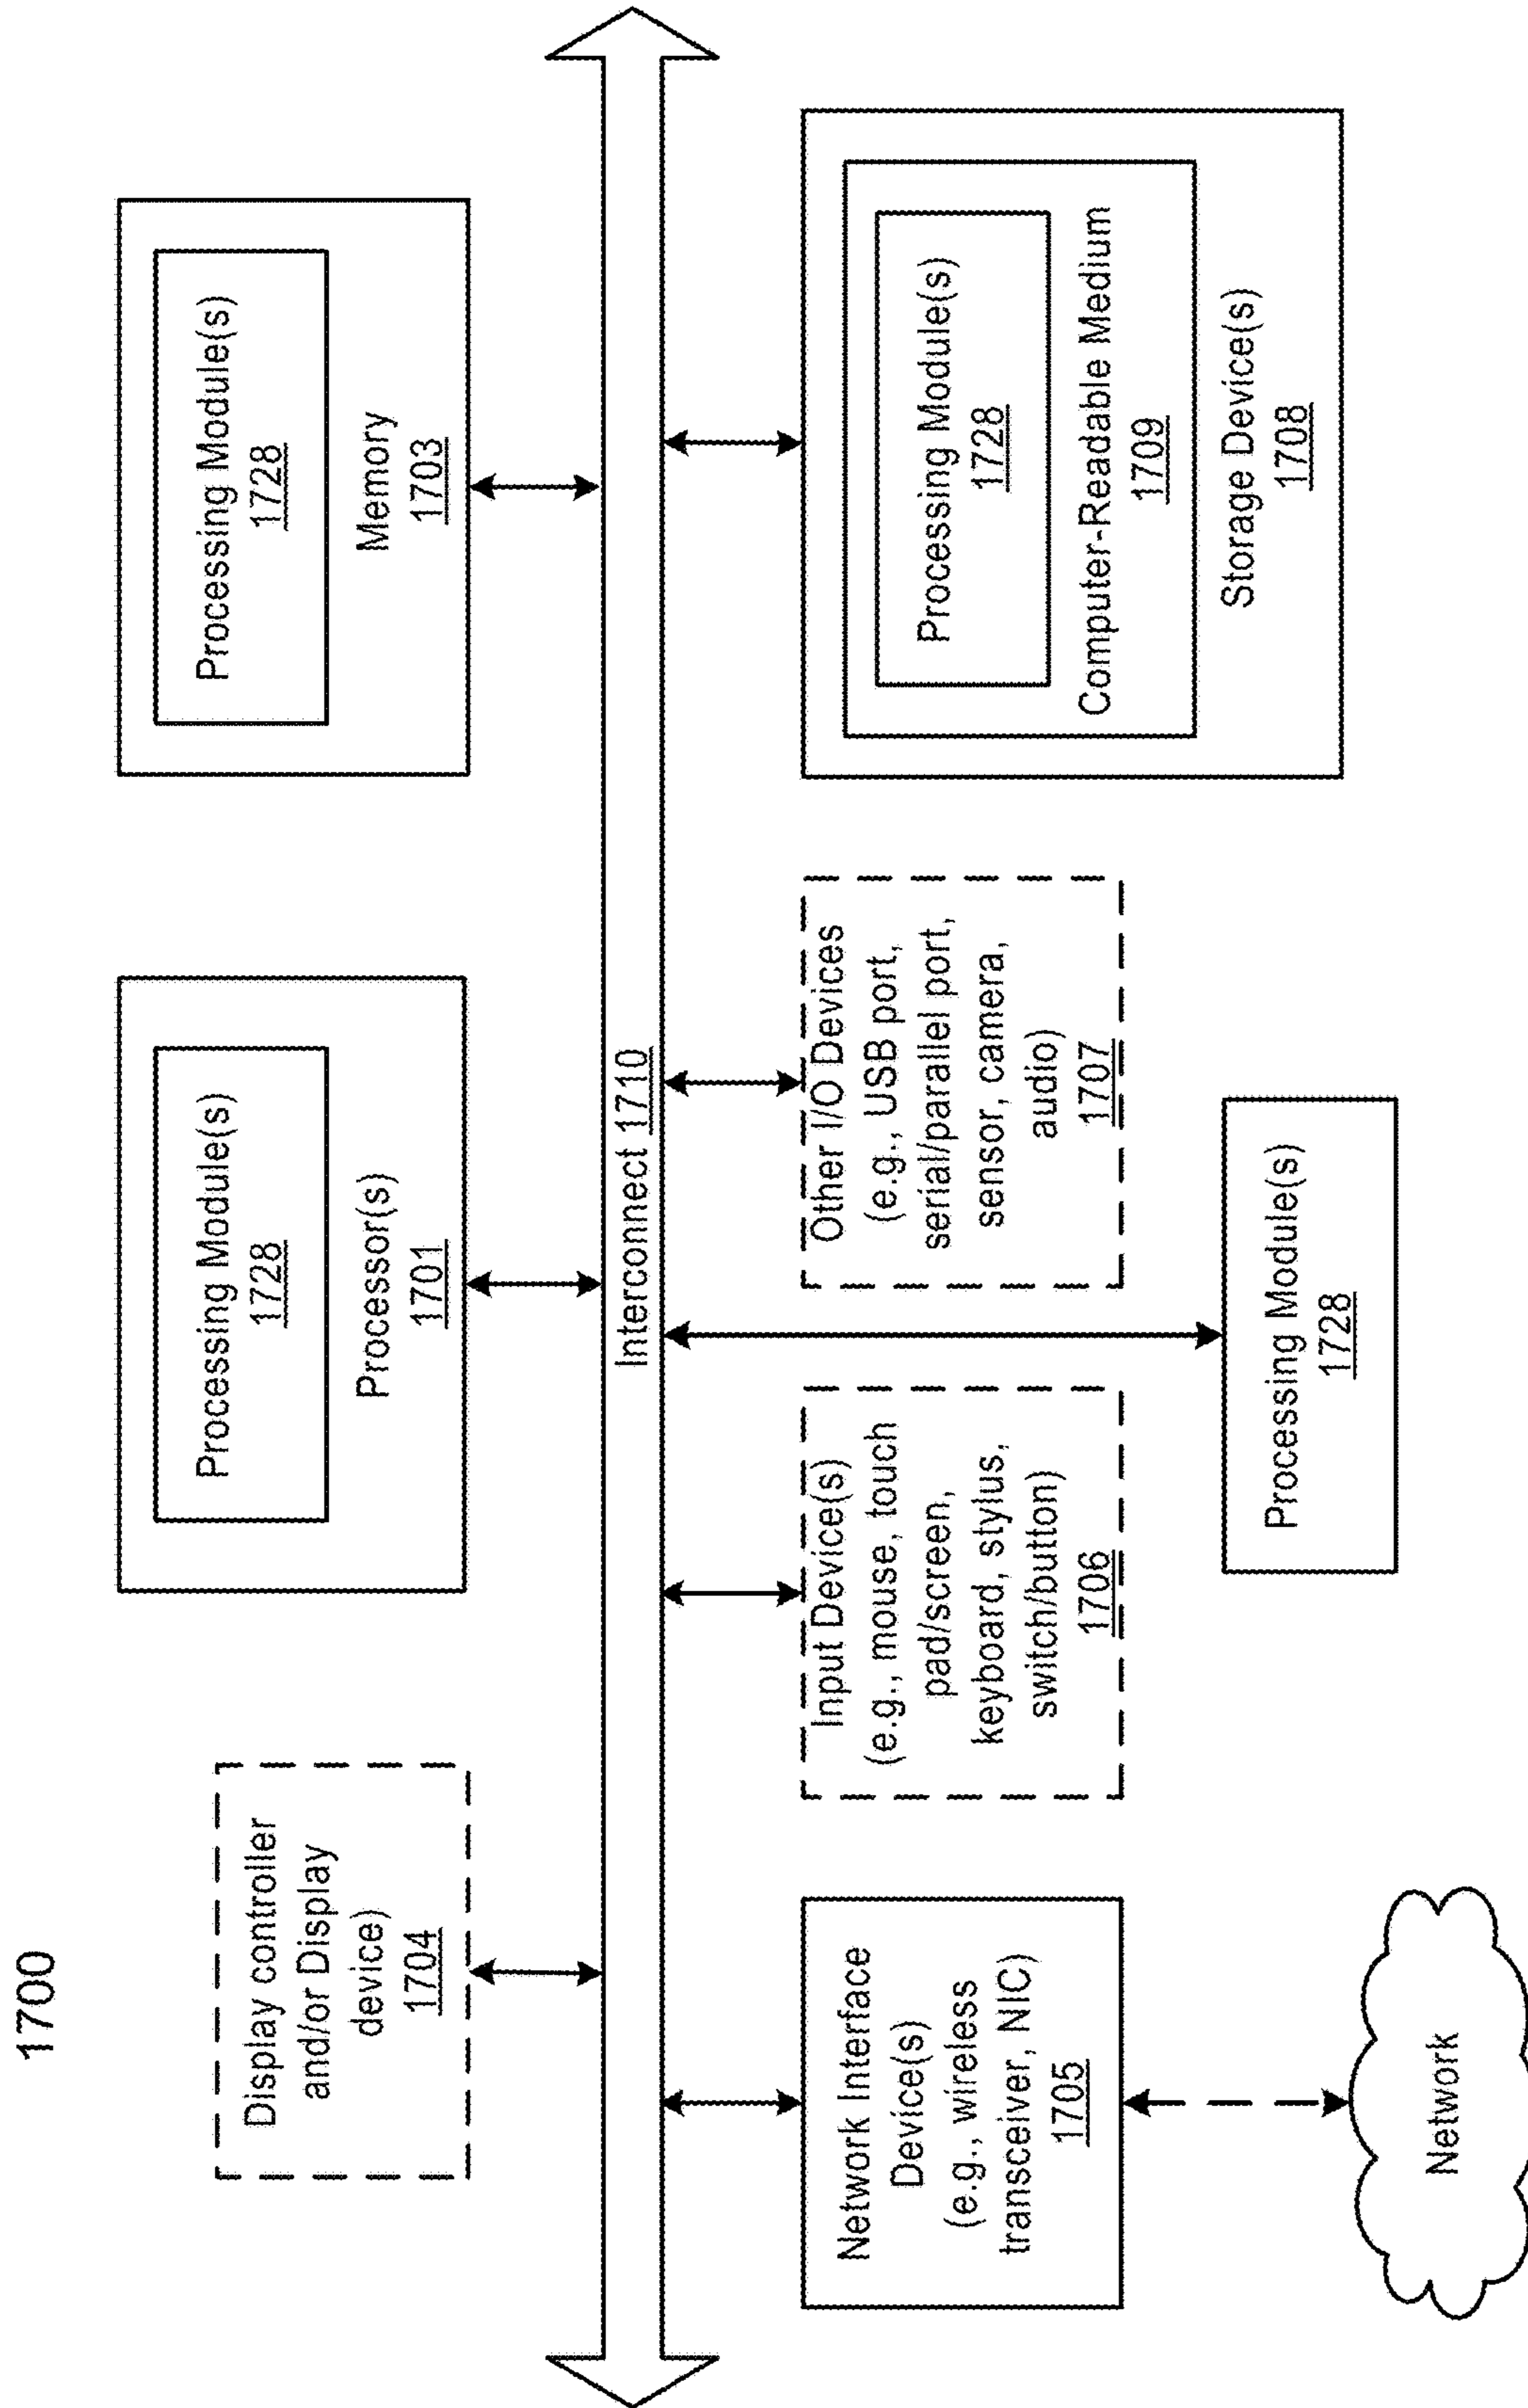 1700
Display controller
and/or Display
device)
1704
Processing Module(s)
1728
Processor(s)
1701
Processing Module(s)
1728
Memory
1703
Interconnect 1710
Network Interface
Device(s)
(e.g., wireless
transceiver, NIC)
1705
Input Device(s)
(e.g., mouse, touch
pad/screen,
keyboard, stylus,
switch/button)
1706
Other I/O Devices
(e.g., USB port,
serial/parallel port,
sensor, camera,
audio)
1707
Processing Module(s)
1728
Computer-Readable Medium
1709
Storage Device(s)
1708
Processing Module(s)
1728
Network